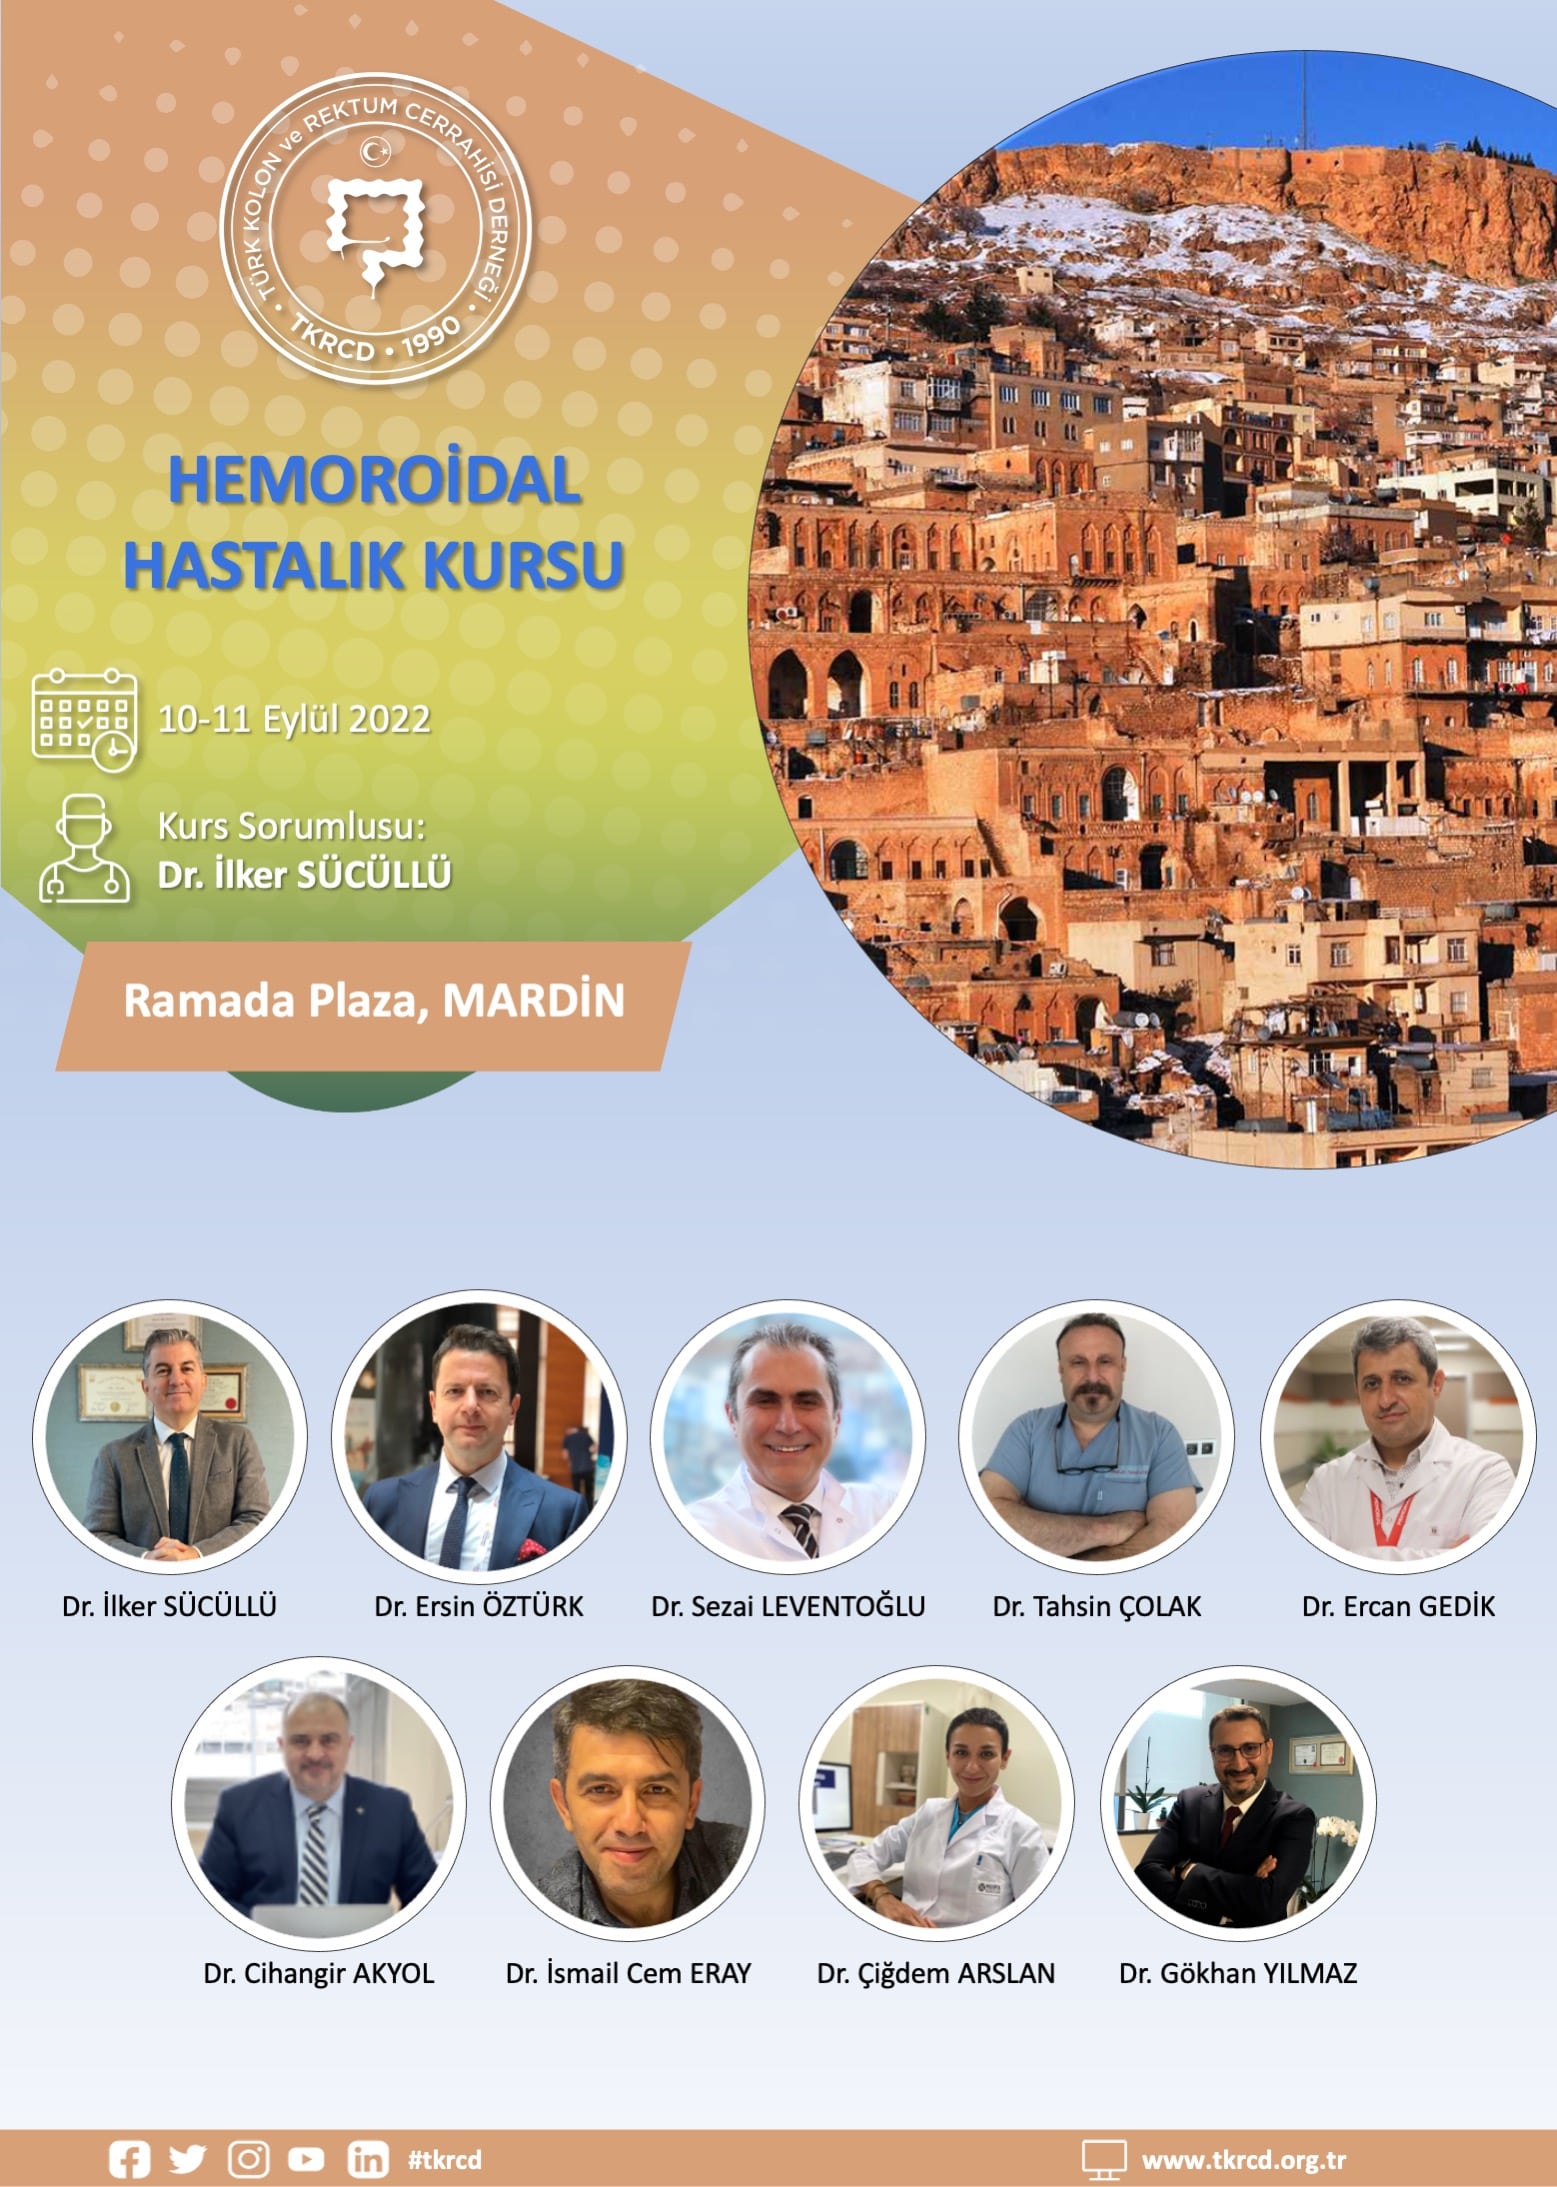 TÜRK KOLON ve REKTUM CERRAHİSİ DERNEĞİ
TKRCD • 1990
HEMOROİDAL
HASTALIK KURSU
10-11 Eylül 2022
Kurs Sorumlusu:
Dr. İlker SÜCÜLLÜ
Ramada Plaza, MARDİN
Dr. İlker SÜCÜLLÜ
Dr. Ersin ÖZTÜRK
Dr. Sezai LEVENTOĞLU
Dr. Tahsin ÇOLAK
Dr. Ercan GEDİK
Dr. Cihangir AKYOL
Dr. İsmail Cem ERAY
Dr. Çiğdem ARSLAN
Dr. Gökhan YILMAZ
#tkrcd
www.tkrcd.org.tr